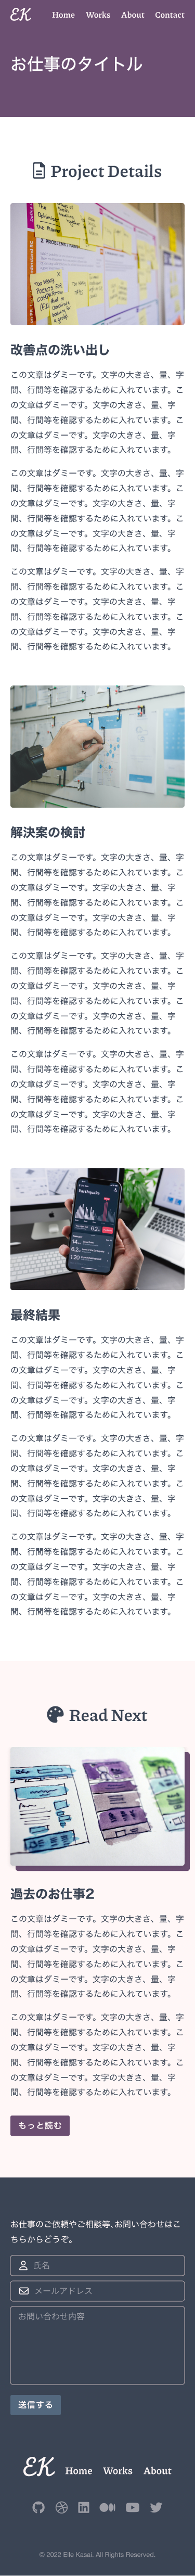 EK Home Works About Contact
お仕事のタイトル
Project Details
改善点の洗い出し
この文章はダミーです。文字の大きさ、量、字
間、行間等を確認するために入れています。こ
の文章はダミーです。文字の大きさ、量、字
間、行間等を確認するために入れています。こ
の文章はダミーです。文字の大きさ、量、字
間、行間等を確認するために入れています。
この文章はダミーです。文字の大きさ、量、字
間、行間等を確認するために入れています。こ
の文章はダミーです。文字の大きさ、量、字
間、行間等を確認するために入れています。こ
の文章はダミーです。文字の大きさ、量、字
間、行間等を確認するために入れています。
この文章はダミーです。文字の大きさ、量、字
間、行間等を確認するために入れています。こ
の文章はダミーです。文字の大きさ、量、字
間、行間等を確認するために入れています。こ
の文章はダミーです。文字の大きさ、量、字
間、行間等を確認するために入れています。
解決案の検討
この文章はダミーです。文字の大きさ、量、字
間、行間等を確認するために入れています。こ
の文章はダミーです。文字の大きさ、量、字
間、行間等を確認するために入れています。こ
の文章はダミーです。文字の大きさ、量、字
間、行間等を確認するために入れています。
この文章はダミーです。文字の大きさ、量、字
間、行間等を確認するために入れています。こ
の文章はダミーです。文字の大きさ、量、字
間、行間等を確認するために入れています。こ
の文章はダミーです。文字の大きさ、量、字
間、行間等を確認するために入れています。
この文章はダミーです。文字の大きさ、量、字
間、行間等を確認するために入れています。こ
の文章はダミーです。文字の大きさ、量、字
間、行間等を確認するために入れています。こ
の文章はダミーです。文字の大きさ、量、字
間、行間等を確認するために入れています。
Earthquake
最終結果
この文章はダミーです。文字の大きさ、量、字
間、行間等を確認するために入れています。こ
の文章はダミーです。文字の大きさ、量、字
間、行間等を確認するために入れています。こ
の文章はダミーです。文字の大きさ、量、字
間、行間等を確認するために入れています。
この文章はダミーです。文字の大きさ、量、字
間、行間等を確認するために入れています。こ
の文章はダミーです。文字の大きさ、量、字
間、行間等を確認するために入れています。こ
の文章はダミーです。文字の大きさ、量、字
間、行間等を確認するために入れています。
この文章はダミーです。文字の大きさ、量、字
間、行間等を確認するために入れています。こ
の文章はダミーです。文字の大きさ、量、字
間、行間等を確認するために入れています。こ
の文章はダミーです。文字の大きさ、量、字
間、行間等を確認するために入れています。
Read Next
過去のお仕事2
この文章はダミーです。文字の大きさ、量、字
間、行間等を確認するために入れています。こ
の文章はダミーです。文字の大きさ、量、字
間、行間等を確認するために入れています。こ
の文章はダミーです。文字の大きさ、量、字
間、行間等を確認するために入れています。
この文章はダミーです。文字の大きさ、量、字
間、行間等を確認するために入れています。こ
の文章はダミーです。文字の大きさ、量、字
間、行間等を確認するために入れています。こ
の文章はダミーです。文字の大きさ、量、字
間、行間等を確認するために入れています。
もっと読む
お仕事のご依頼やご相談等、お問い合わせはこ
ちらからどうぞ。
氏名
メールアドレス
お問い合わせ内容
送信する
EK Home Works About
© 2022 Elle Kasai. All Rights Reserved.